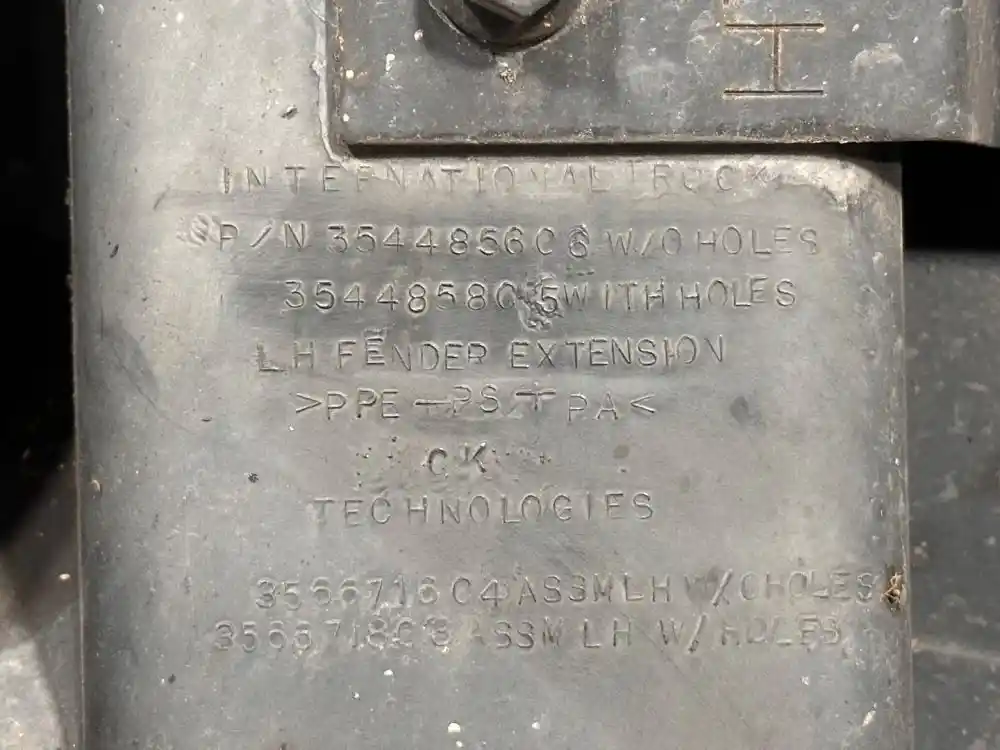 H
INTERNATIONAL TRUCK
P/N 3544856C6 W/O HOLES
3544858C5 WITH HOLES
LH FENDER EXTENSION
>PPE-PS+PA<
CK
TECHNOLOGIES
3566716C4 ASSM LH W/O HOLES
3566718C3 ASSM LH W/HOLES